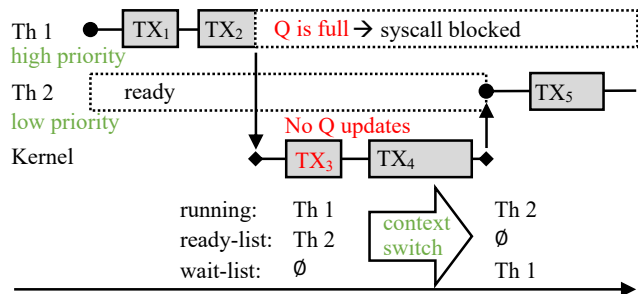 Th 1 TX1 TX2 Q is full → syscall blocked
high priority
Th 2 ready TX5
low priority
No Q updates
Kernel TX3 TX4
running: Th 1 Th 2
context
ready-list: Th 2 ∅
switch
wait-list: ∅ Th 1